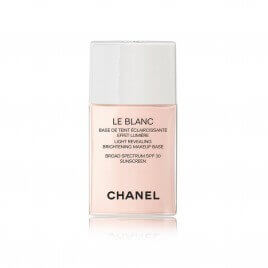 LE BLANC
BASE DE TEINT ÉCLAIRCISSANTE
EFFET LUMIÈRE
LIGHT REVEALING
BRIGHTENING MAKEUP BASE
BROAD SPECTRUM SPF 30
SUNSCREEN
CHANEL